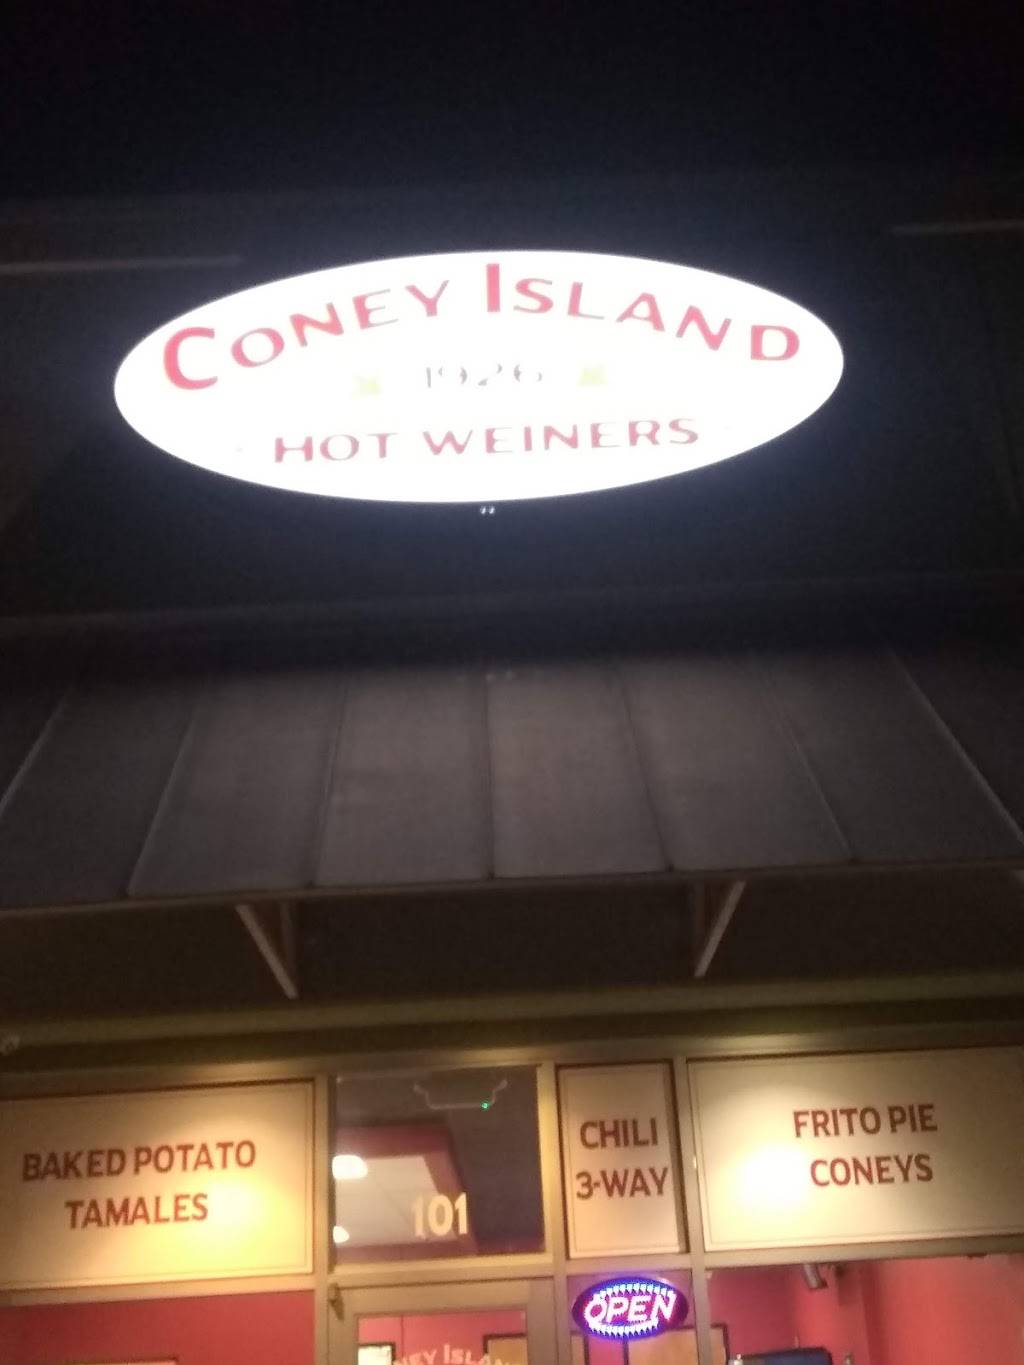 CONEY ISLAND
1926
HOT WEINERS
BAKED POTATO
TAMALES
101
CHILI
3-WAY
FRITO PIE
CONEYS
OPEN